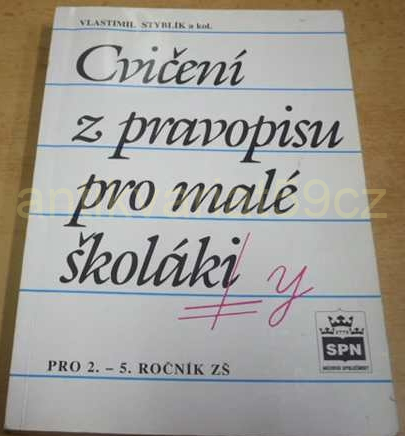 VLASTIMIL STYBLÍK a kol.
Cvičení
z pravopisu
pro malé
školáki y
PRO 2. – 5. ROČNÍK ZŠ
SPN